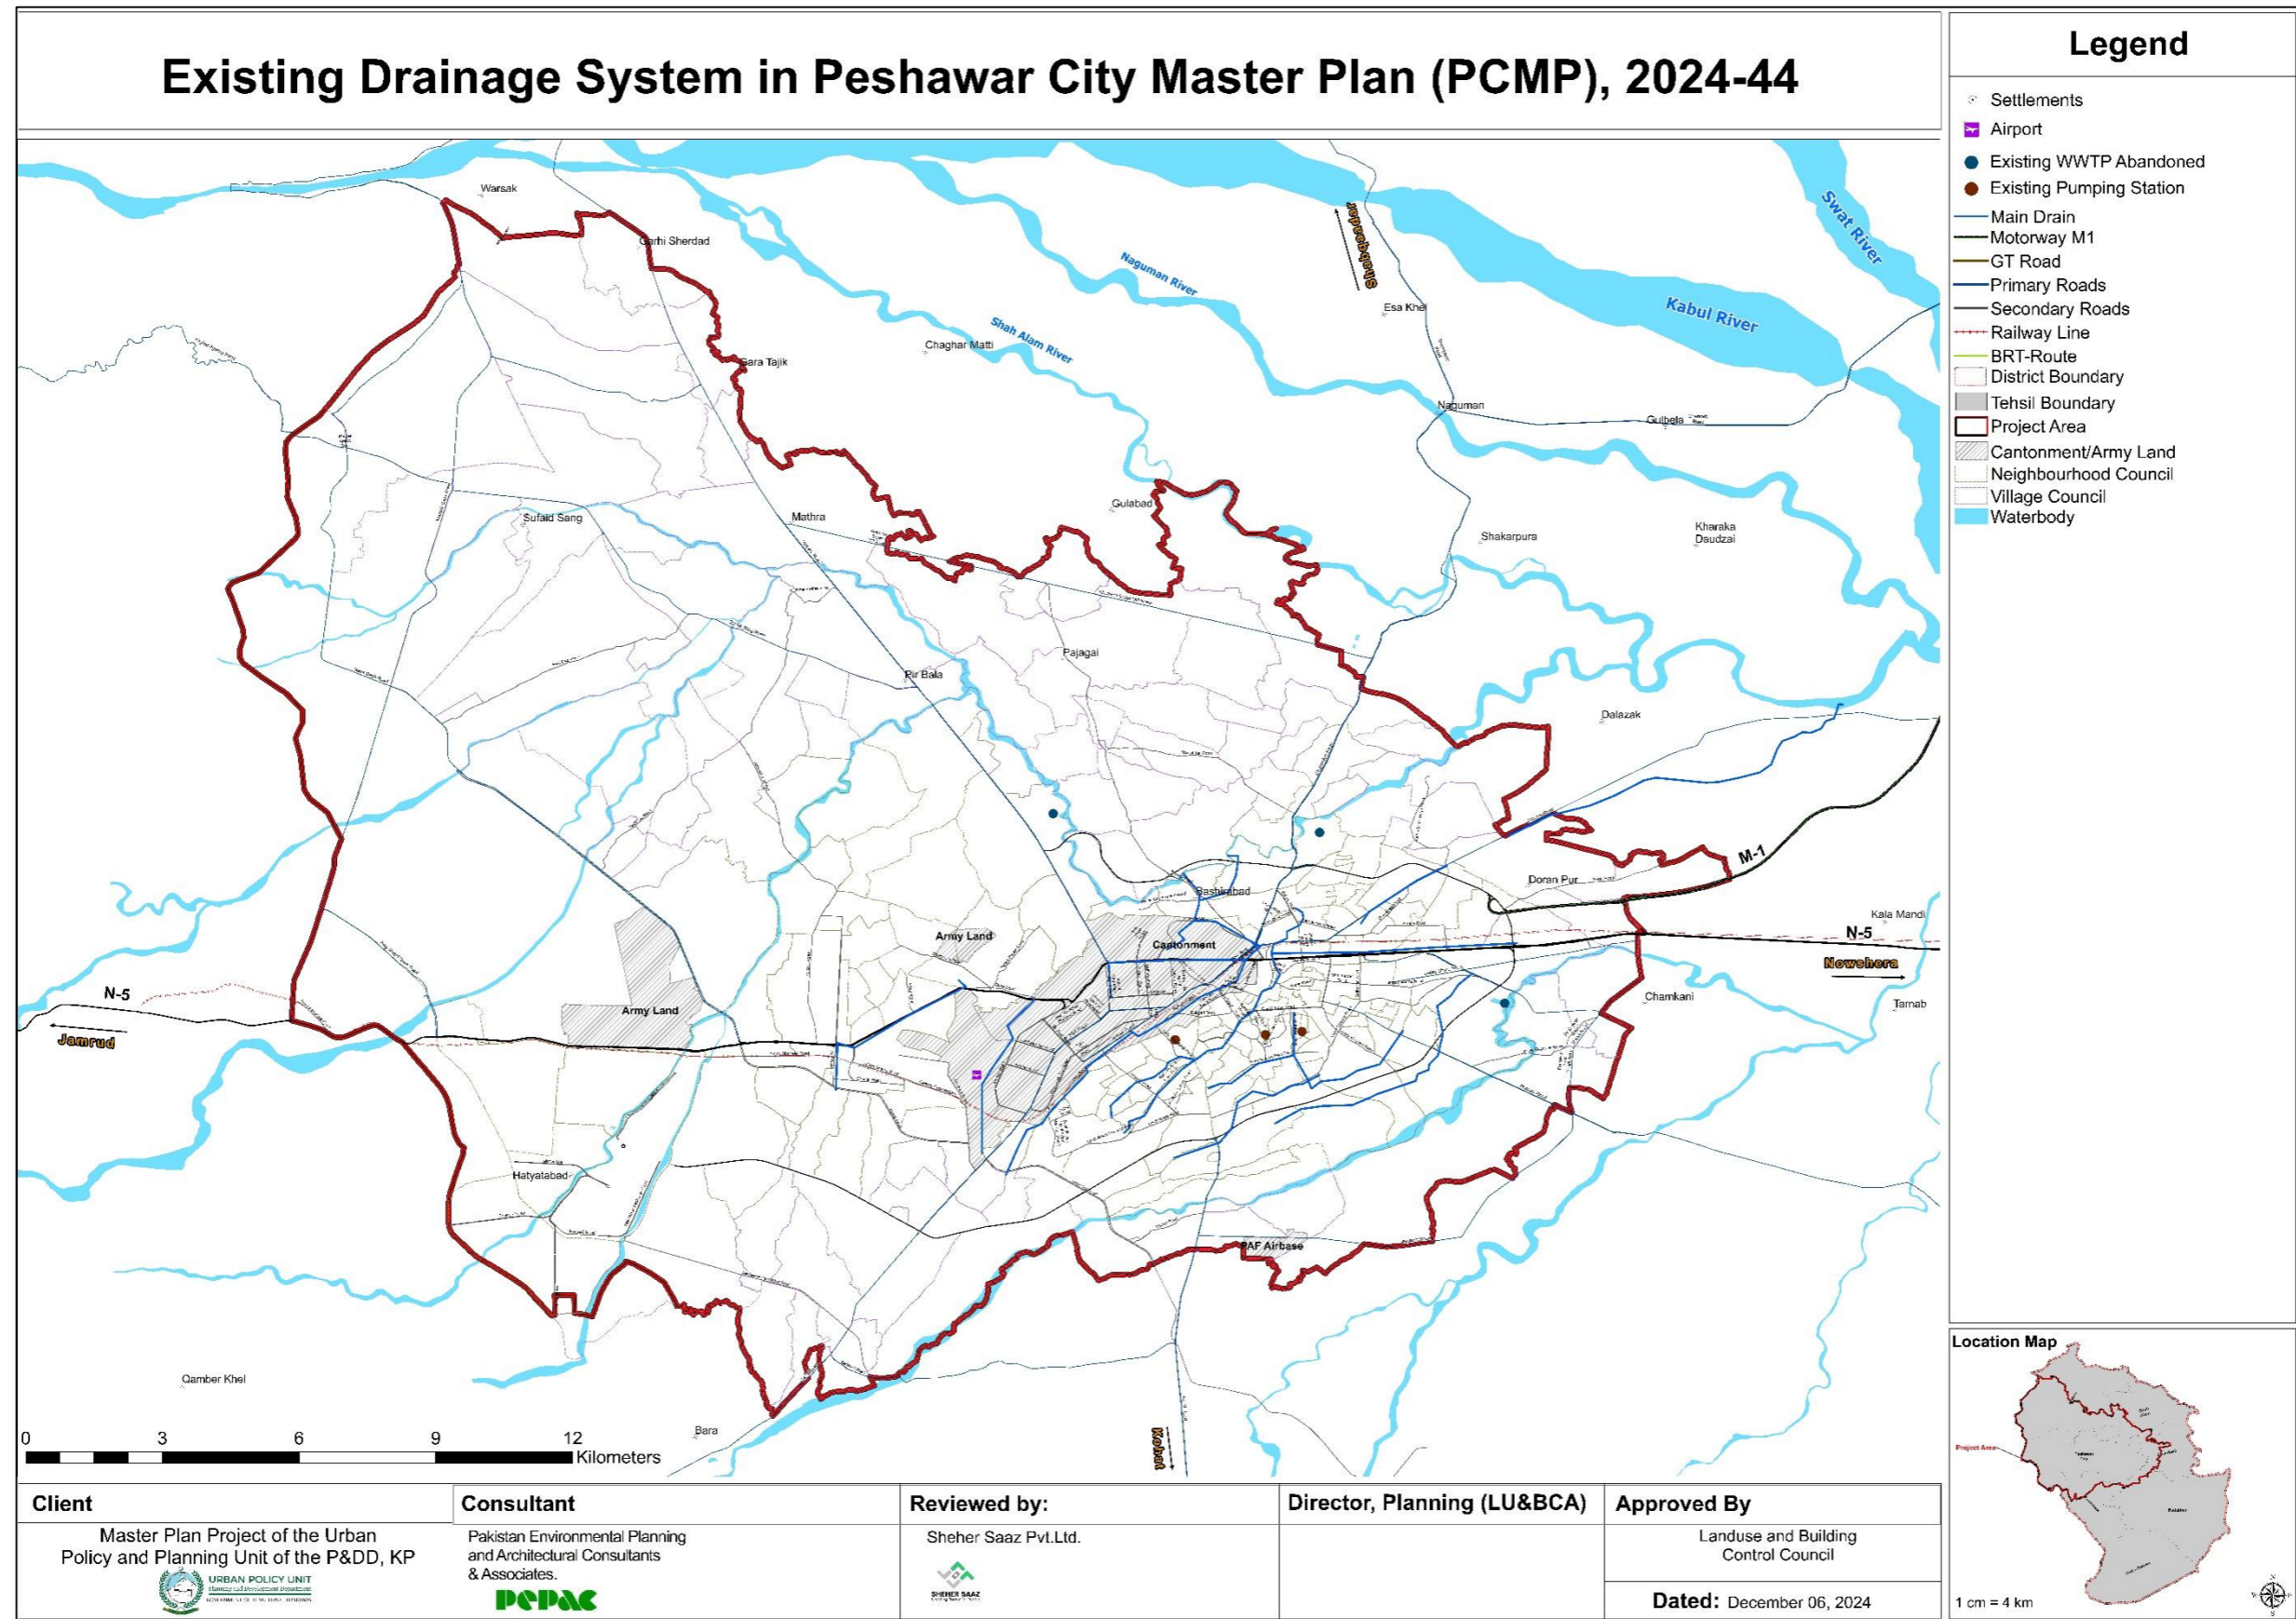 Existing Drainage System in Peshawar City Master Plan (PCMP), 2024-44
Legend
Settlements
Airport
Existing WWTP Abandoned
Existing Pumping Station
Main Drain
Motorway M1
GT Road
Primary Roads
Secondary Roads
Railway Line
BRT-Route
District Boundary
Tehsil Boundary
Project Area
Cantonment/Army Land
Neighbourhood Council
Village Council
Waterbody
Warsak
Garhi Sherdad
Swat River
Shabqadar
Naguman River
Kabul River
Esa Khel
Shah Alam River
Chaghar Matti
Gara Tajik
Naguman
Gulbela
Gulabad
Sufaid Sang
Mathra
Shakarpura
Kharaka
Daudzai
Pajagai
Pir Bala
Dalazak
M-1
Doran Pur
Bashirabad
Kala Mandi
Army Land
Cantonment
N-5
Nowshera
N-5
Army Land
Chamkani
Tarnab
Jamrud
Hatyatabad
PAF Airbase
Qamber Khel
Bara
Kohat
0 3 6 9 12
Kilometers
Location Map
Project Area
1 cm = 4 km
Client
Master Plan Project of the Urban
Policy and Planning Unit of the P&DD, KP
URBAN POLICY UNIT
Planning and Development Department
Consultant
Pakistan Environmental Planning
and Architectural Consultants
& Associates.
PEPAC
Reviewed by:
Sheher Saaz Pvt.Ltd.
SHEHER SAAZ
Director, Planning (LU&BCA)
Approved By
Landuse and Building
Control Council
Dated: December 06, 2024